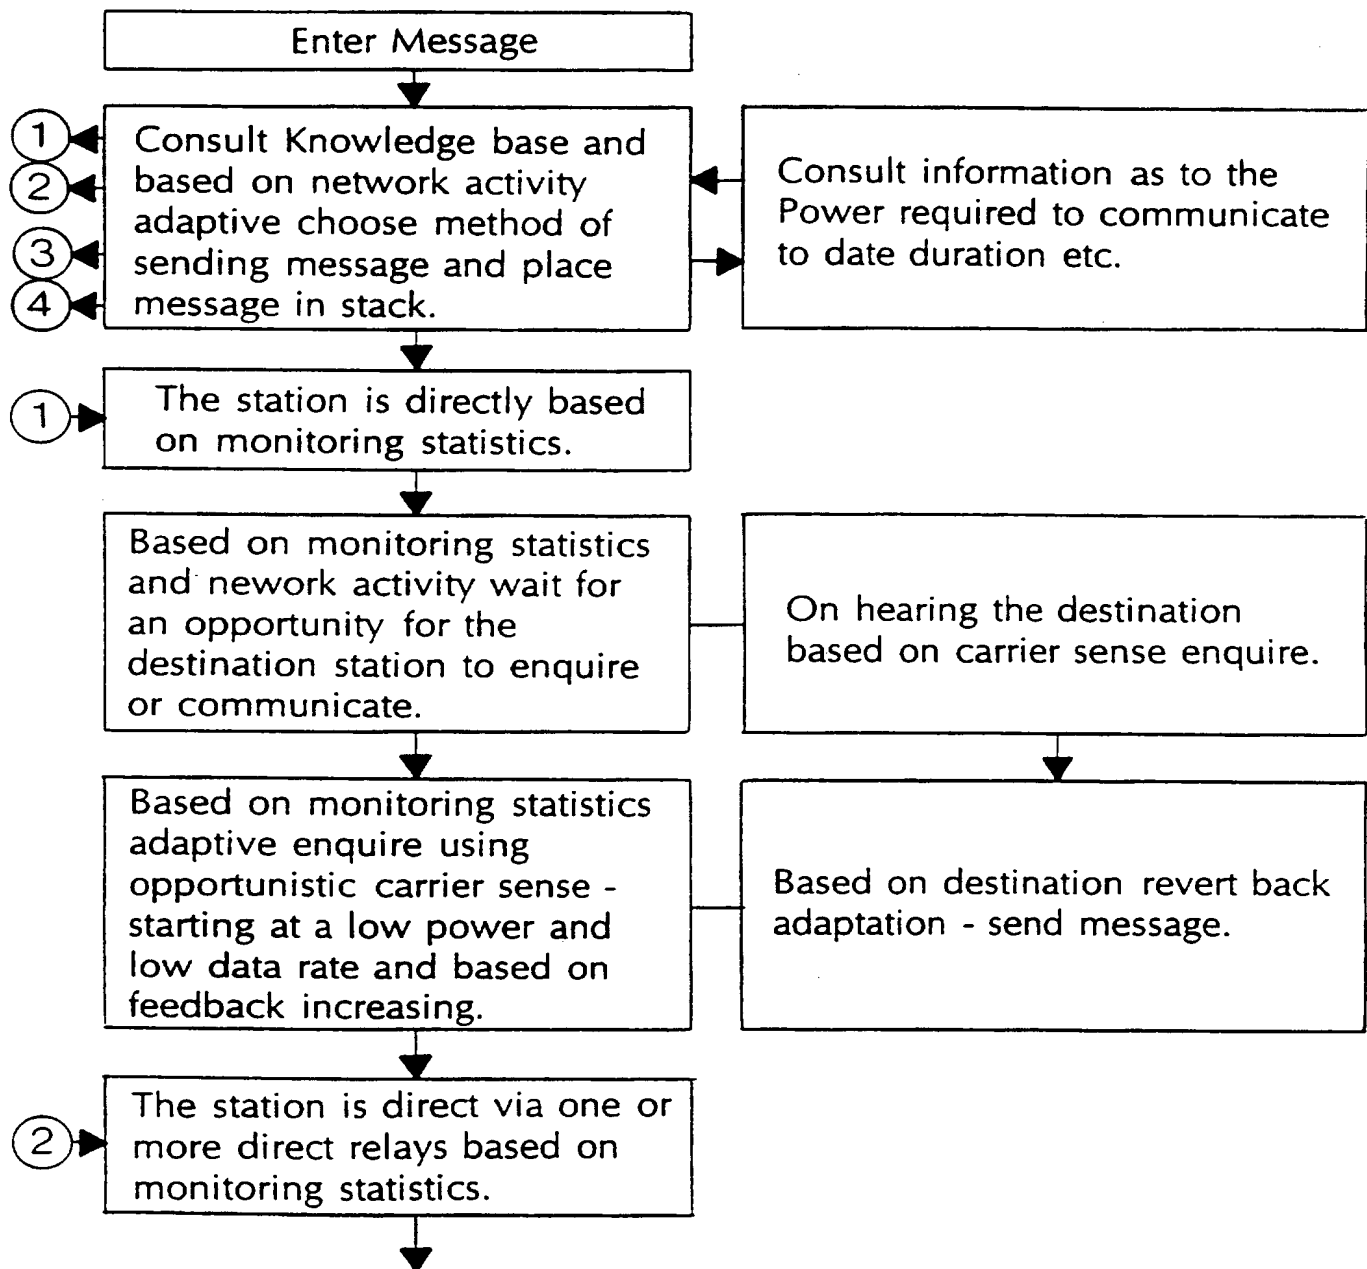 Enter Message
1
2
3
4
Consult Knowledge base and
based on network activity
adaptive choose method of
sending message and place
message in stack.
Consult information as to the
Power required to communicate
to date duration etc.
1
The station is directly based
on monitoring statistics.
Based on monitoring statistics
and nework activity wait for
an opportunity for the
destination station to enquire
or communicate.
On hearing the destination
based on carrier sense enquire.
Based on monitoring statistics
adaptive enquire using
opportunistic carrier sense -
starting at a low power and
low data rate and based on
feedback increasing.
Based on destination revert back
adaptation - send message.
2
The station is direct via one or
more direct relays based on
monitoring statistics.